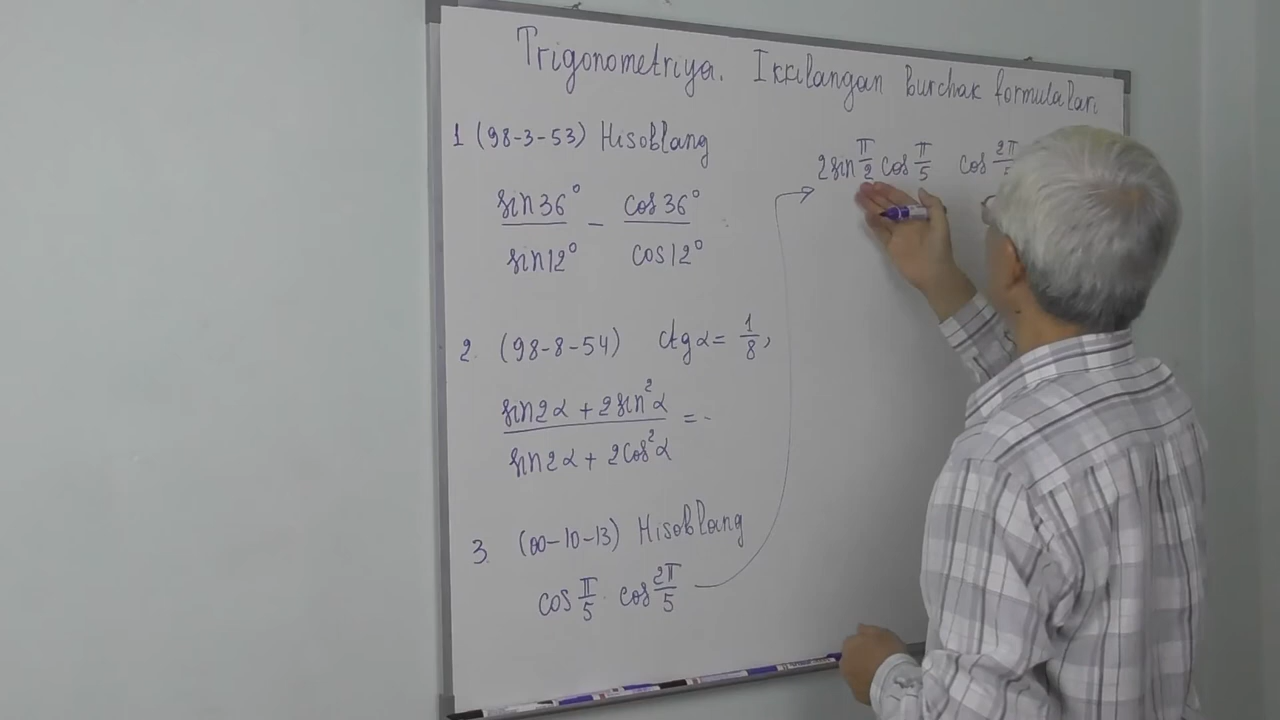 Trigonometriya. Ikkilangan Burchak formulalari
1 (98-3-53) Hisoblang
sin36° / sin12° - cos36° / cos12°
2. (98-8-54) ctgα = 1/8,
sin2α + 2sin²α / sin2α + 2cos²α =
3. (00-10-13) Hisoblang
cos π/5 · cos 2π/5
2sin π/2 cos π/5 cos 2π/5